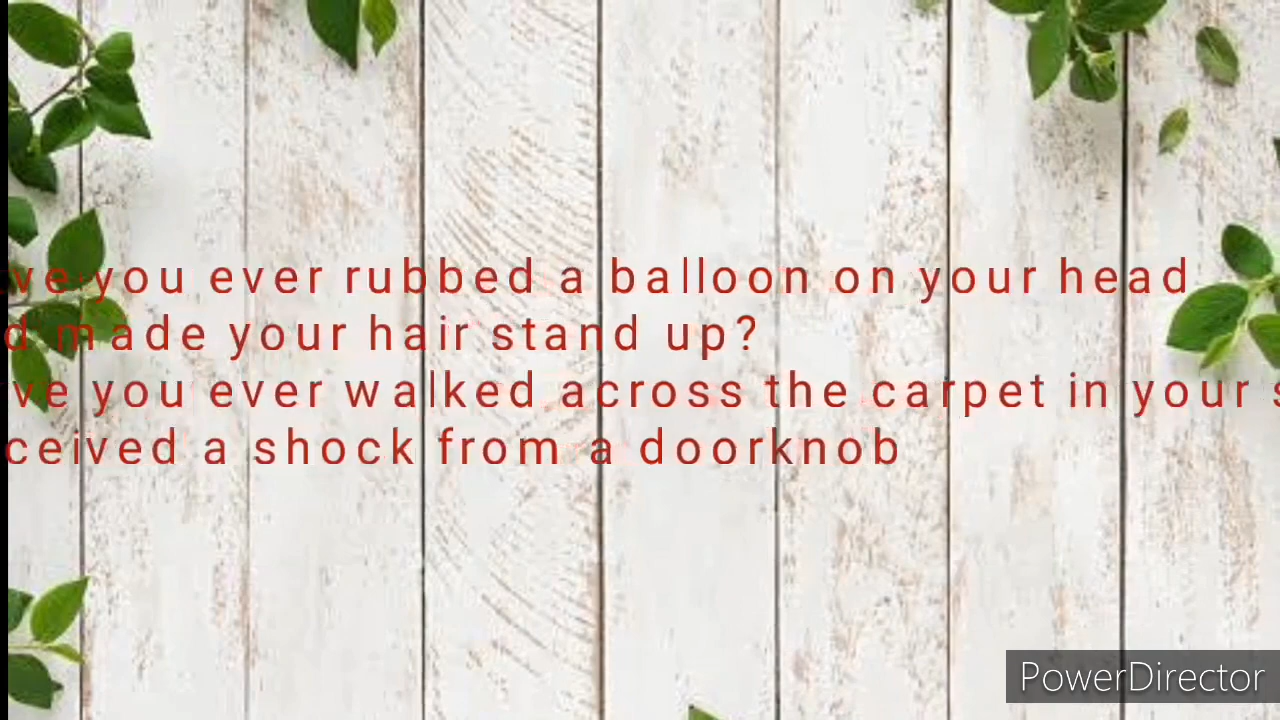 ve you ever rubbed a balloon on your head
d made your hair stand up?
ve you ever walked across the carpet in your s
ceived a shock from a doorknob
PowerDirector